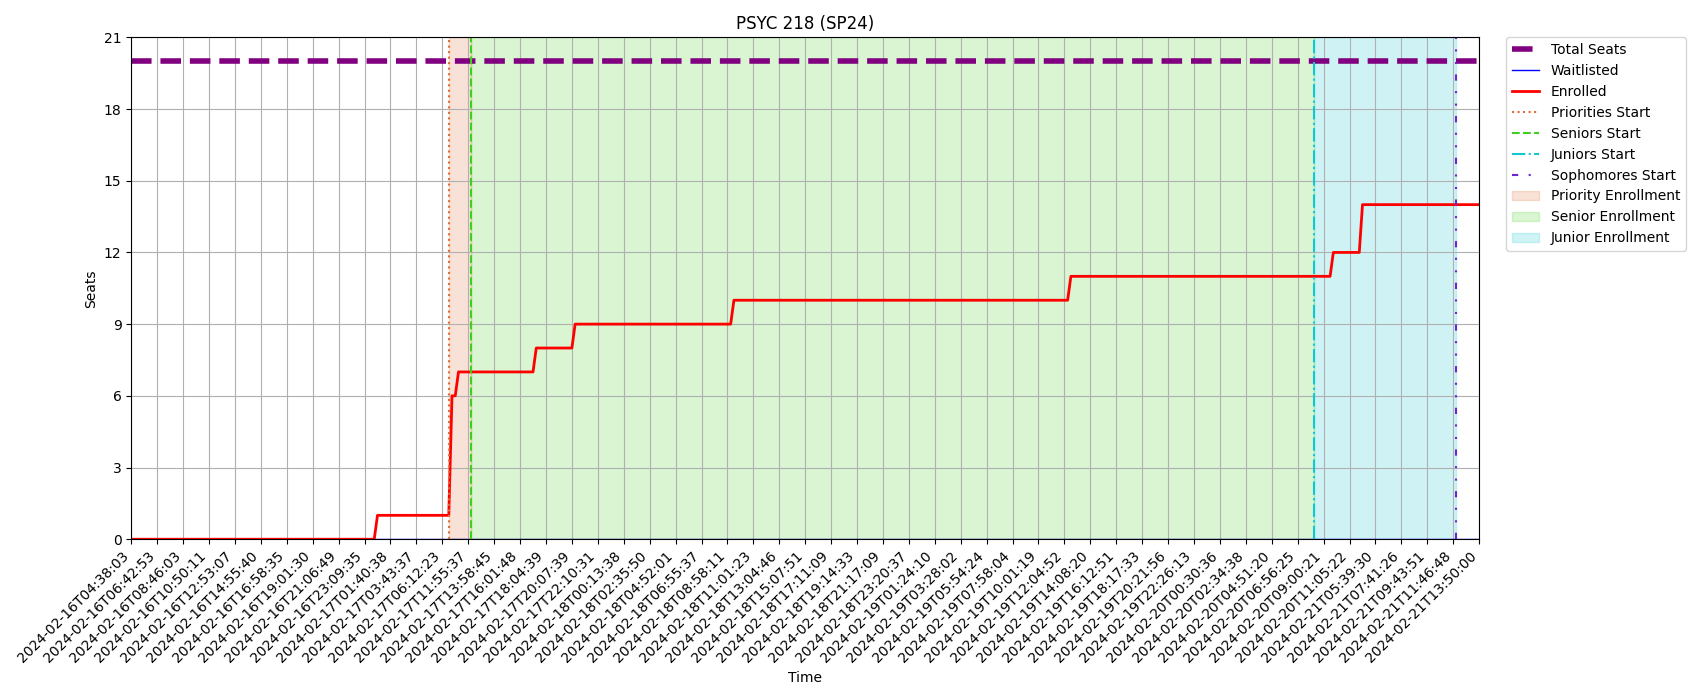 PSYC 218 (SP24)
21
18
15
12
9
6
3
0
Seats
2024-02-16T04:38:03
2024-02-16T06:42:53
2024-02-16T08:46:03
2024-02-16T10:50:11
2024-02-16T12:53:07
2024-02-16T14:55:40
2024-02-16T16:58:35
2024-02-16T19:01:30
2024-02-16T21:06:49
2024-02-16T23:09:35
2024-02-17T01:40:38
2024-02-17T03:43:37
2024-02-17T06:12:23
2024-02-17T11:55:37
2024-02-17T13:58:45
2024-02-17T16:01:48
2024-02-17T18:04:39
2024-02-17T20:07:39
2024-02-17T22:10:31
2024-02-18T00:13:38
2024-02-18T02:35:50
2024-02-18T04:52:01
2024-02-18T06:55:37
2024-02-18T08:58:11
2024-02-18T11:01:23
2024-02-18T13:04:46
2024-02-18T15:07:51
2024-02-18T17:11:09
2024-02-18T19:14:33
2024-02-18T21:17:09
2024-02-18T23:20:37
2024-02-19T01:24:10
2024-02-19T03:28:02
2024-02-19T05:54:24
2024-02-19T07:58:04
2024-02-19T10:01:19
2024-02-19T12:04:52
2024-02-19T14:08:20
2024-02-19T16:12:51
2024-02-19T18:17:33
2024-02-19T20:21:56
2024-02-19T22:26:13
2024-02-20T00:30:36
2024-02-20T02:34:38
2024-02-20T04:51:20
2024-02-20T06:56:25
2024-02-20T09:00:21
2024-02-20T11:05:22
2024-02-21T05:39:30
2024-02-21T07:41:26
2024-02-21T09:43:51
2024-02-21T11:46:48
2024-02-21T13:50:00
Time
Total Seats
Waitlisted
Enrolled
Priorities Start
Seniors Start
Juniors Start
Sophomores Start
Priority Enrollment
Senior Enrollment
Junior Enrollment